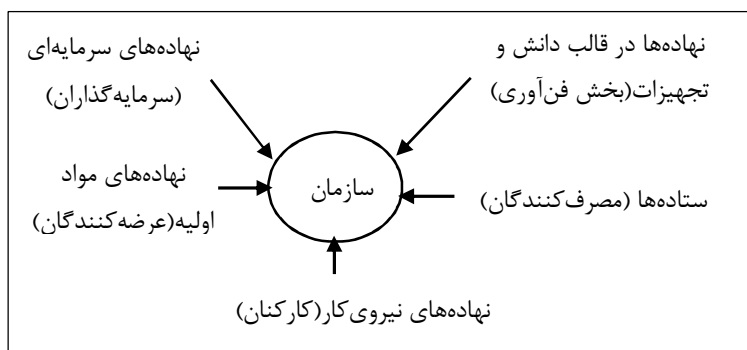 نهاده‌ها در قالب دانش و
تجهیزات(بخش فن‌آوری)
نهاده‌های سرمایه‌ای
(سرمایه‌گذاران)
سازمان
ستاده‌ها (مصرف‌کنندگان)
نهاده‌های مواد
اولیه(عرضه‌کنندگان)
نهاده‌های نیروی‌کار(کارکنان)